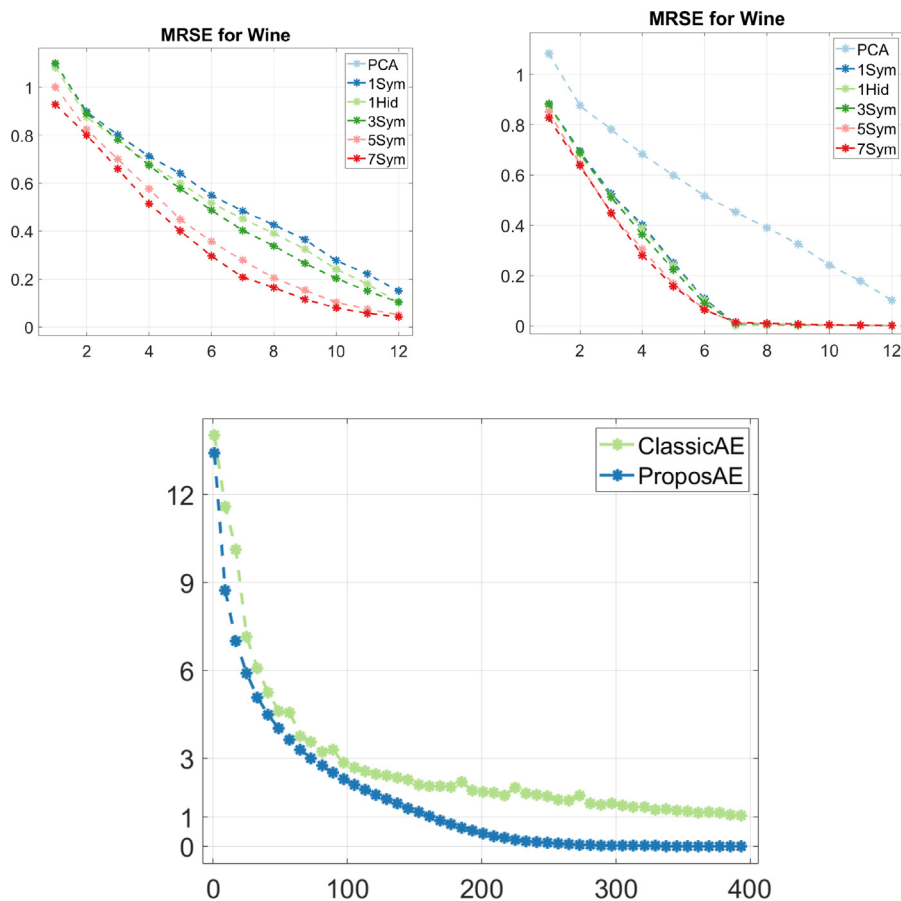 MRSE for Wine
PCA
1Sym
1Hid
3Sym
5Sym
7Sym
1
0.8
0.6
0.4
0.2
0
2 4 6 8 10 12
MRSE for Wine
PCA
1Sym
1Hid
3Sym
5Sym
7Sym
1
0.8
0.6
0.4
0.2
0
2 4 6 8 10 12
ClassicAE
ProposAE
12
9
6
3
1
0
0 100 200 300 400